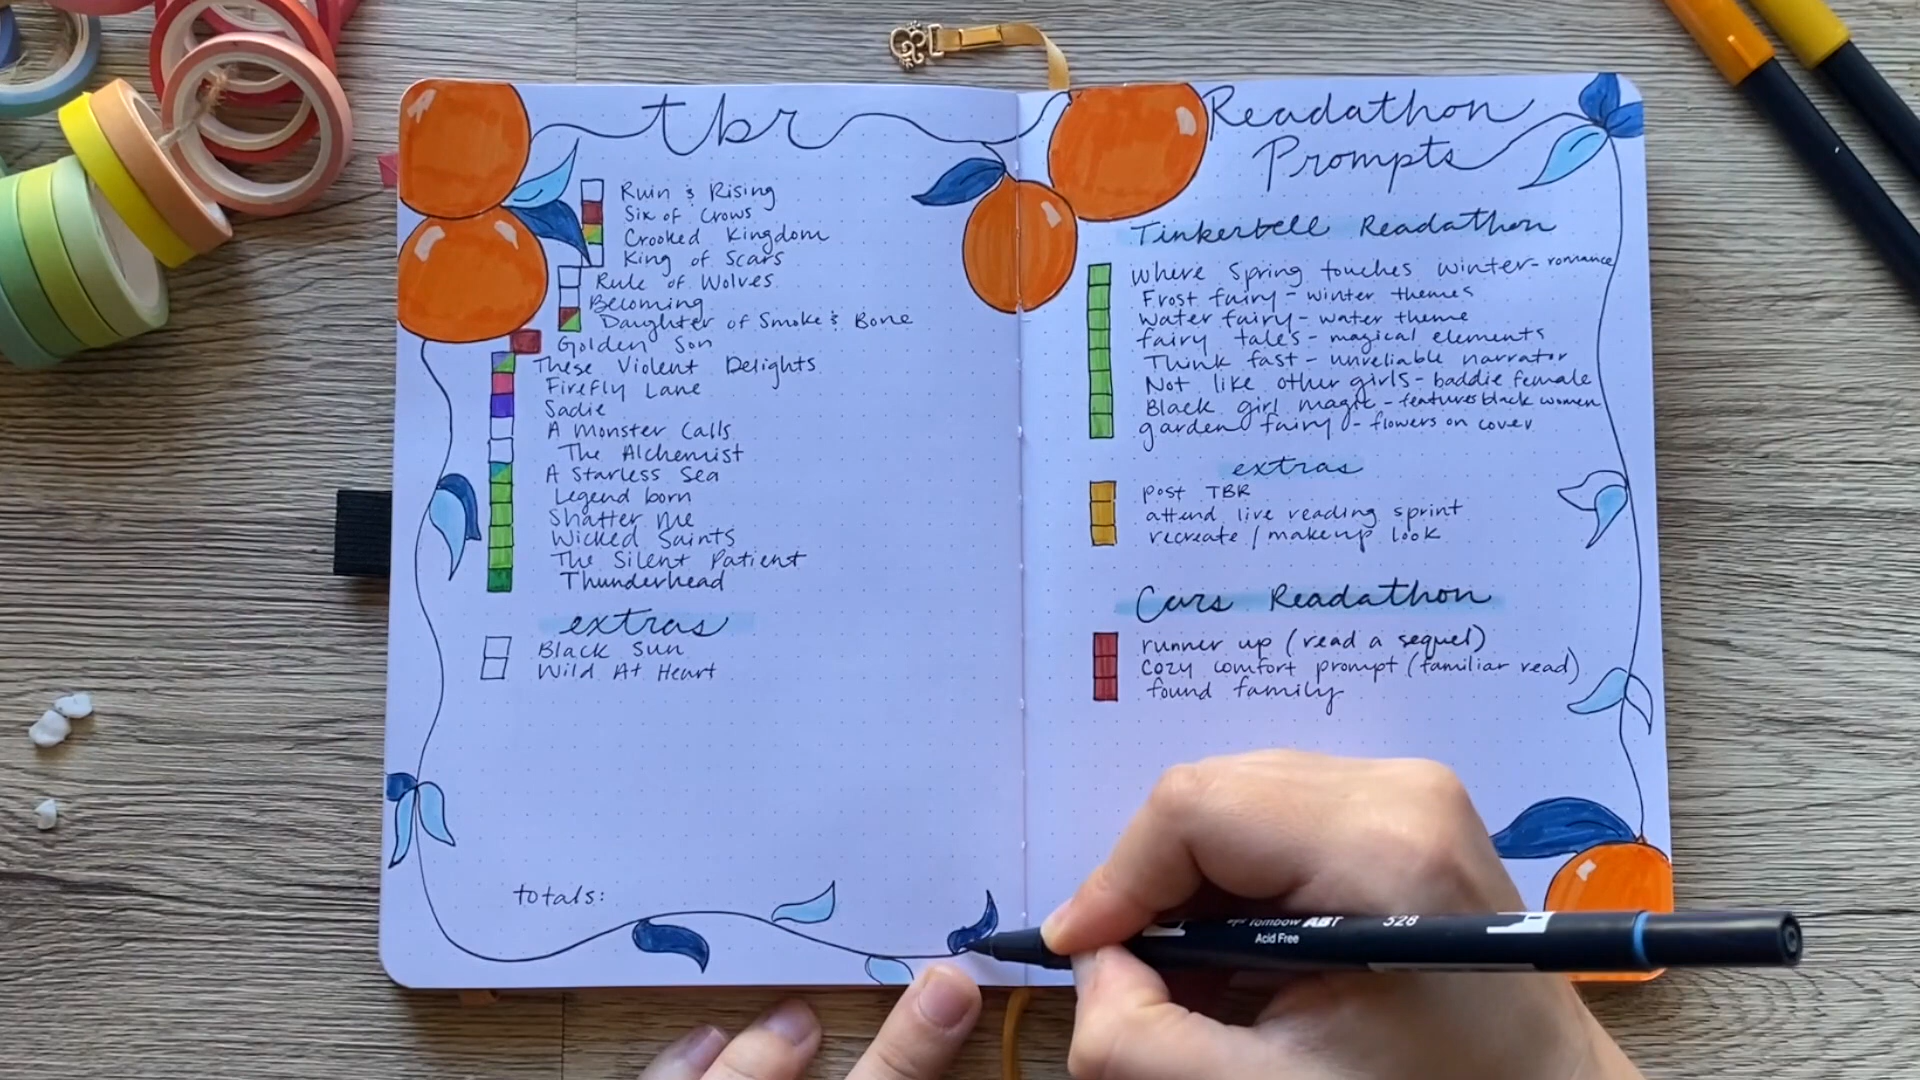 tbr
Ruin & Rising
Six of Crows
Crooked Kingdom
King of Scars
Rule of Wolves
Becoming
Daughter of Smoke & Bone
Golden Son
These Violent Delights
Firefly Lane
Sadie
A Monster Calls
The Alchemist
A Starless Sea
Legend born
Shatter me
Wicked Saints
The Silent Patient
Thunderhead
extras
Black Sun
Wild At Heart
totals:
Readathon
Prompts
Tinkerbell Readathon
where spring touches winter - romance
Frost fairy - winter themes
water fairy - water theme
fairy tales - magical elements
Think fast - unreliable narrator
Not like other girls - baddie female
Black girl magic - features black women
garden fairy - flowers on cover
extras
post TBR
attend live reading sprint
recreate / makeup look
Cars Readathon
runner up (read a sequel)
cozy comfort prompt (familiar read)
found family
Tombow ABT 528
Acid Free